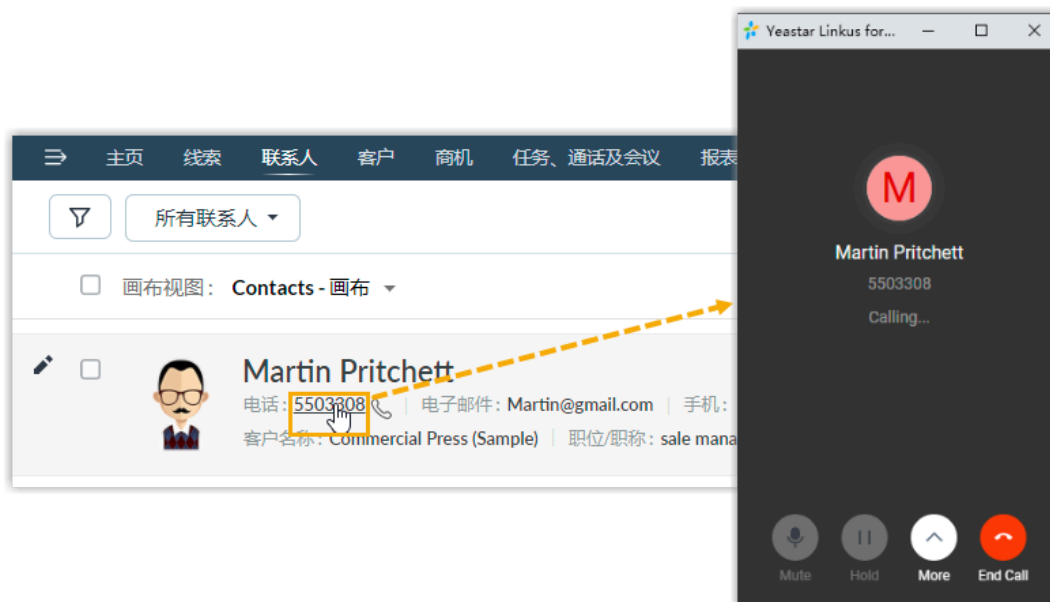 Yeastar Linkus for...
主页 线索 联系人 客户 商机 任务、通话及会议 报表
所有联系人
画布视图： Contacts - 画布
Martin Pritchett
电话： 5503308 电子邮件： Martin@gmail.com 手机：
客户名称： Commercial Press (Sample) 职位/职称： sale mana
M
Martin Pritchett
5503308
Calling...
Mute Hold More End Call